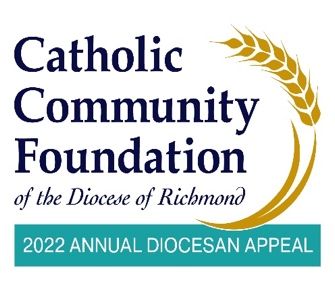 Catholic
Community
Foundation
of the Diocese of Richmond
2022 ANNUAL DIOCESAN APPEAL